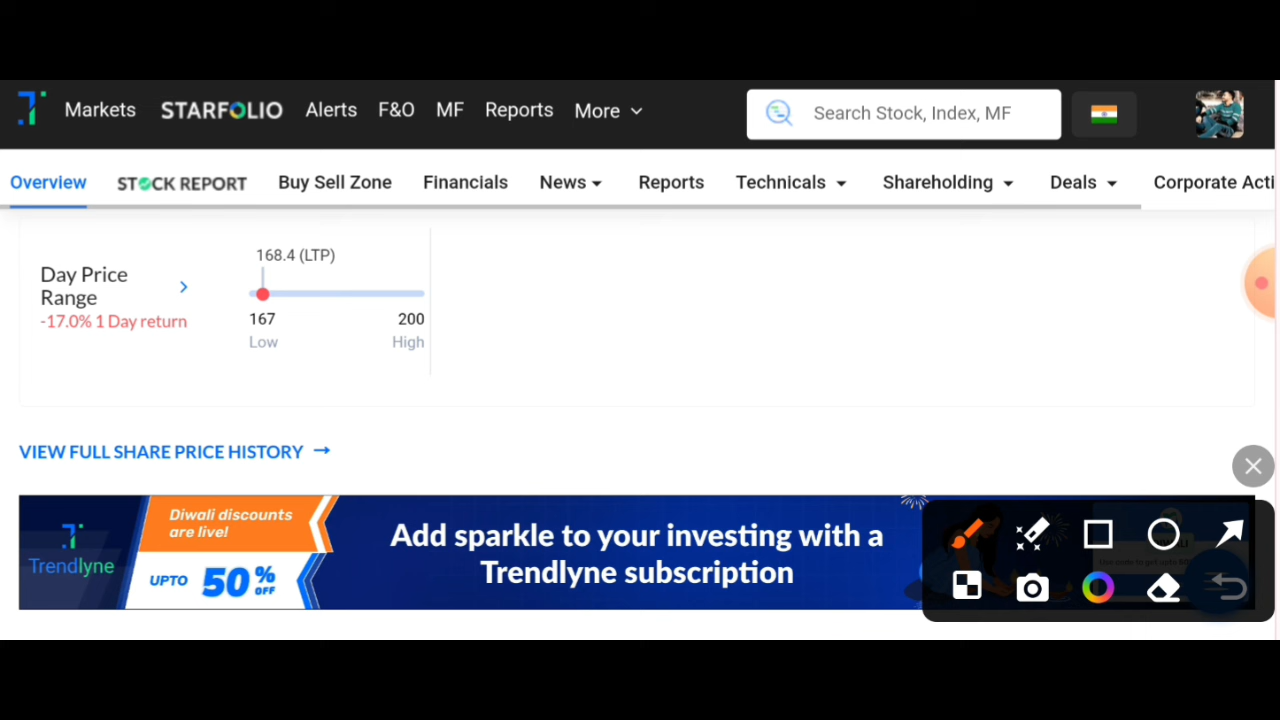 Markets STARFOLIO Alerts F&O MF Reports More Search Stock, Index, MF
Overview STOCK REPORT Buy Sell Zone Financials News Reports Technicals Shareholding Deals Corporate Acti
168.4 (LTP)
Day Price
Range
-17.0% 1 Day return
167 200
Low High
VIEW FULL SHARE PRICE HISTORY →
Diwali discounts
are live!
UPTO 50% OFF
Trendlyne
Add sparkle to your investing with a
Trendlyne subscription